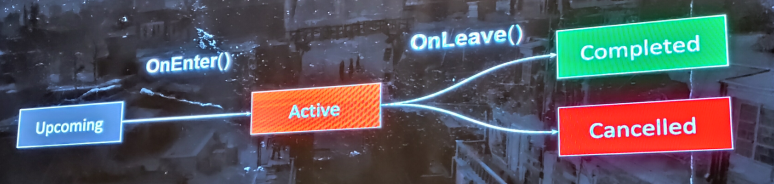 OnEnter()
OnLeave()
Upcoming
Active
Completed
Cancelled